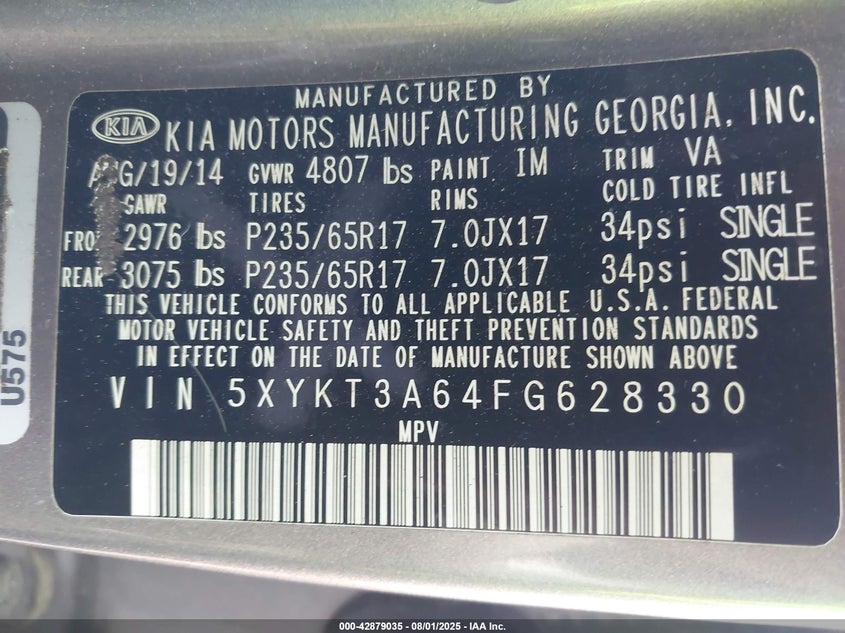 MANUFACTURED BY
KIA KIA MOTORS MANUFACTURING GEORGIA, INC.
AUG/19/14 GVWR 4807 lbs PAINT IM TRIM VA
GAWR TIRES RIMS COLD TIRE INFL
2976 lbs P235/65R17 7.0JX17 34psi SINGLE
REAR 3075 lbs P235/65R17 7.0JX17 34psi SINGLE
THIS VEHICLE CONFORMS TO ALL APPLICABLE U.S.A. FEDERAL
MOTOR VEHICLE SAFETY AND THEFT PREVENTION STANDARDS
IN EFFECT ON THE DATE OF MANUFACTURE SHOWN ABOVE
VIN 5XYKT3A64FG628330
MPV
U575
000-42879035 - 08/01/2025 - IAA Inc.